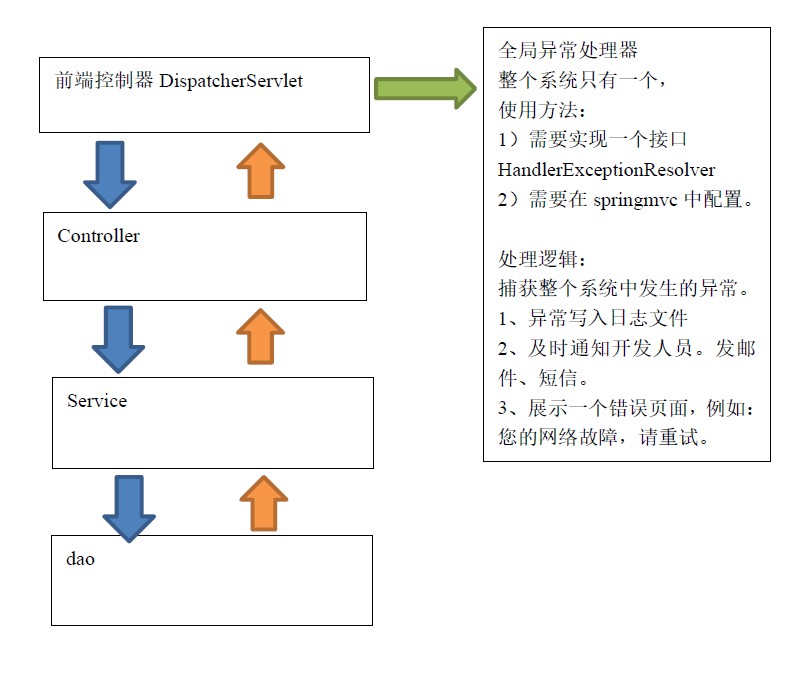 前端控制器 DispatcherServlet
Controller
Service
dao
全局异常处理器
整个系统只有一个，
使用方法：
1）需要实现一个接口
HandlerExceptionResolver
2）需要在 springmvc 中配置。
处理逻辑：
捕获整个系统中发生的异常。
1、异常写入日志文件
2、及时通知开发人员。发邮
件、短信。
3、展示一个错误页面，例如：
您的网络故障，请重试。